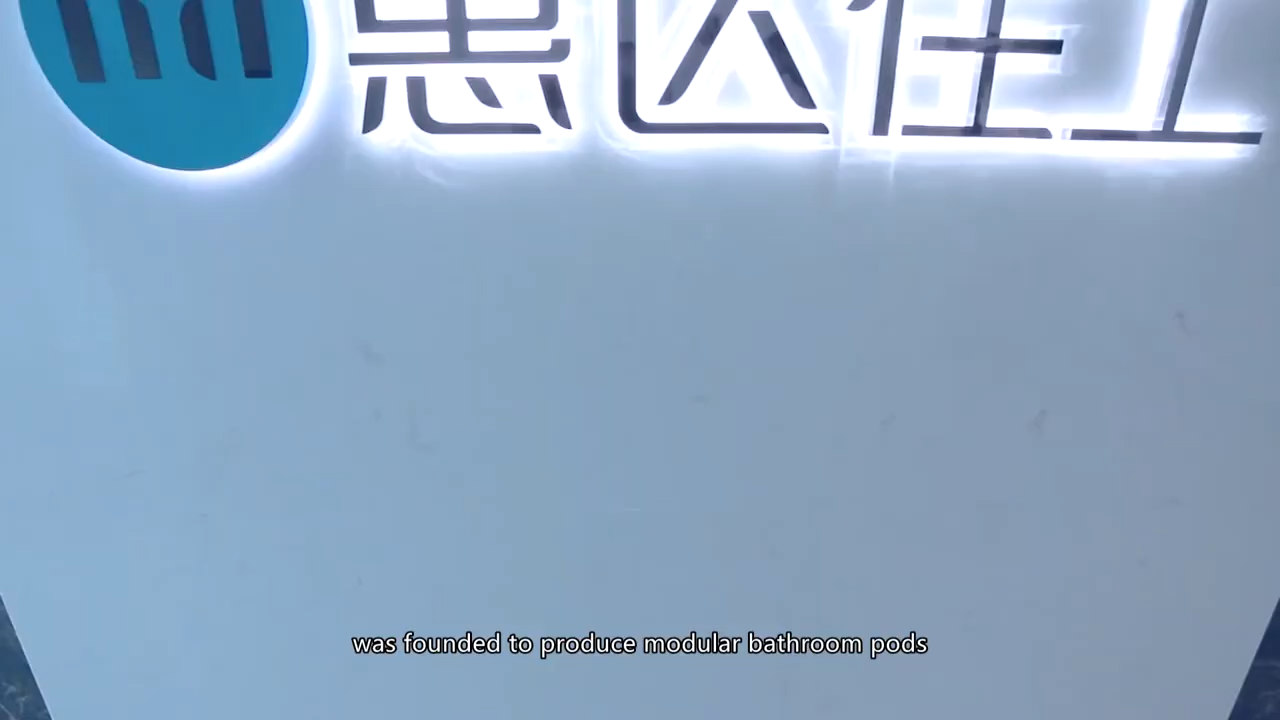 惠达住工
was founded to produce modular bathroom pods